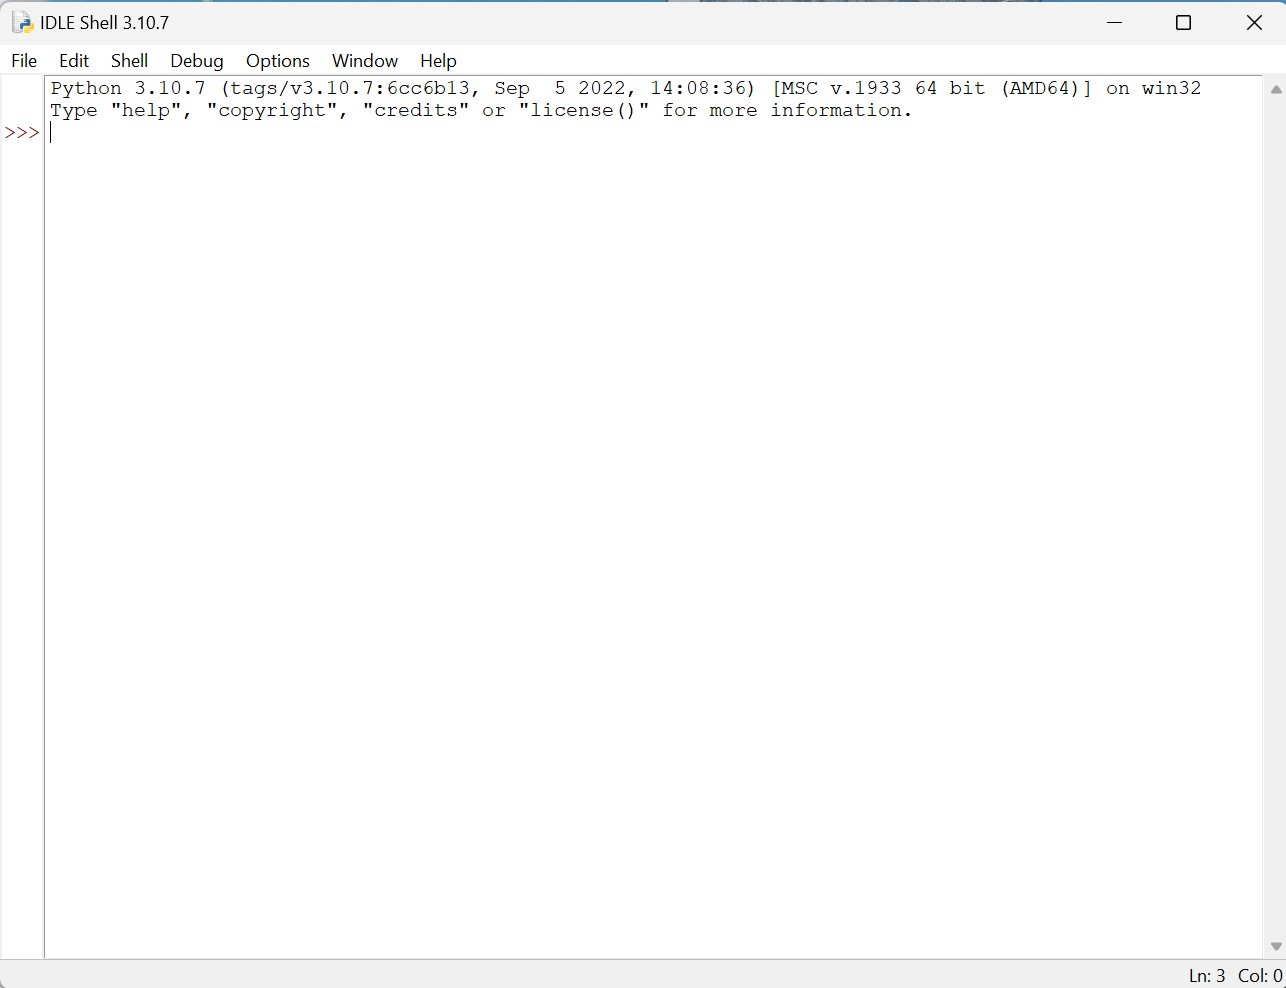 IDLE Shell 3.10.7
File Edit Shell Debug Options Window Help
Python 3.10.7 (tags/v3.10.7:6cc6b13, Sep  5 2022, 14:08:36) [MSC v.1933 64 bit (AMD64)] on win32
Type "help", "copyright", "credits" or "license()" for more information.
>>>
Ln: 3 Col: 0